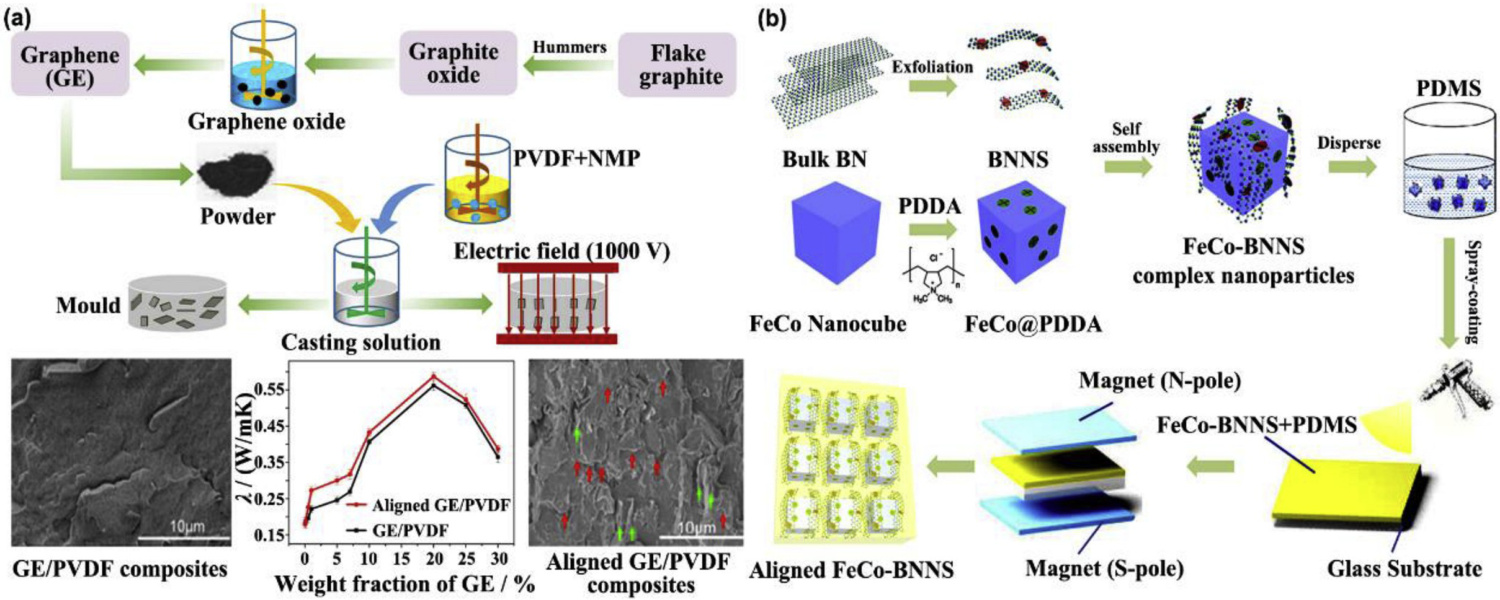 (a)
Graphene
(GE)
Graphite
oxide
Hummers
Flake
graphite
Graphene oxide
PVDF+NMP
Powder
Electric field (1000 V)
Mould
Casting solution
10μm
0.55
0.45
0.35
0.25
0.15
λ / (W/mK)
Aligned GE/PVDF
GE/PVDF
0 5 10 15 20 25 30
Weight fraction of GE / %
10μm
GE/PVDF composites
Aligned GE/PVDF
composites
(b)
Exfoliation
Bulk BN
BNNS
PDDA
Cl⁻
+
N
H₃C
CH₃
n
FeCo Nanocube
FeCo@PDDA
Self
assembly
FeCo-BNNS
complex nanoparticles
Disperse
PDMS
Spray-coating
Magnet (N-pole)
FeCo-BNNS+PDMS
Aligned FeCo-BNNS
Magnet (S-pole)
Glass Substrate